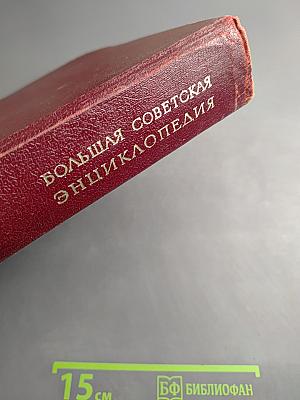 БОЛЬШАЯ СОВЕТСКАЯ
ЭНЦИКЛОПЕДИЯ
15 см
БФ БИБЛИОФАН